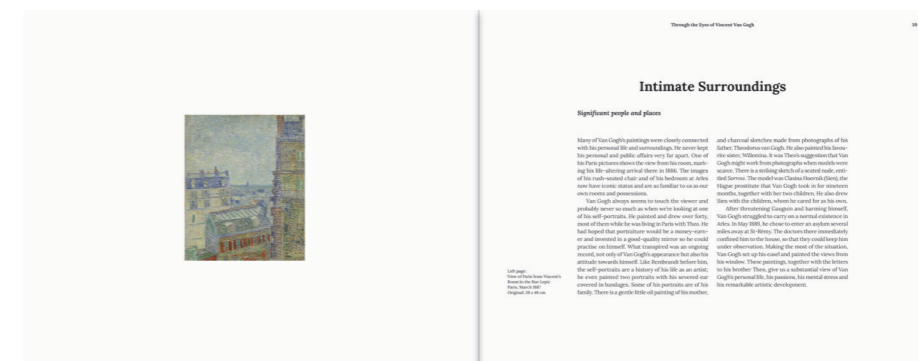 Through the Eyes of Vincent Van Gogh
Intimate Surroundings
Significant people and places
Many of Van Gogh's paintings were closely connected
with his personal life and surroundings. He never kept
his personal and public affairs very far apart. One of
his Paris pictures shows the view from his room, mark-
ing his life-altering arrival there in 1886. The images
of his rush-seated chair and of his bedroom at Arles
now have iconic status and are as familiar to us as our
own rooms and possessions.
Van Gogh always seems to touch the viewer and
probably never so much as when we're looking at one
of his self-portraits. He painted and drew over forty,
most of them while he was living in Paris with Theo. He
had hoped that portraiture would be a money-earn-
er and invested in a good-quality mirror so he could
practise on himself. What transpired was an ongoing
record, not only of Van Gogh's appearance but also his
attitude towards himself. Like Rembrandt before him,
the self-portraits are a history of his life as an artist;
he even painted two portraits with his severed ear
covered in bandages. Some of his portraits are of his
family. There is a gentle little oil painting of his mother,
and charcoal sketches made from photographs of his
father, Theodorus van Gogh. He also painted his favou-
rite sister, Willemina. It was Theo's suggestion that Van
Gogh might work from photographs when models were
scarce. There is a striking sketch of a seated nude, enti-
tled Sorrow. The model was Clasina Hoornik (Sien), the
Hague prostitute that Van Gogh took in for nineteen
months, together with her two children. He also drew
Sien with the children, whom he cared for as his own.
After threatening Gauguin and harming himself,
Van Gogh struggled to carry on a normal existence in
Arles. In May 1889, he chose to enter an asylum several
miles away at St-Rémy. The doctors there immediately
confined him to the house, so that they could keep him
under observation. Making the most of the situation,
Van Gogh set up his easel and painted the views from
his window. These paintings, together with the letters
to his brother Theo, give us a substantial view of Van
Gogh's personal life, his passions, his mental stress and
his remarkable artistic development.
Left page:
View of Paris from Vincent's
Room in the Rue Lepic
Paris, March 1887